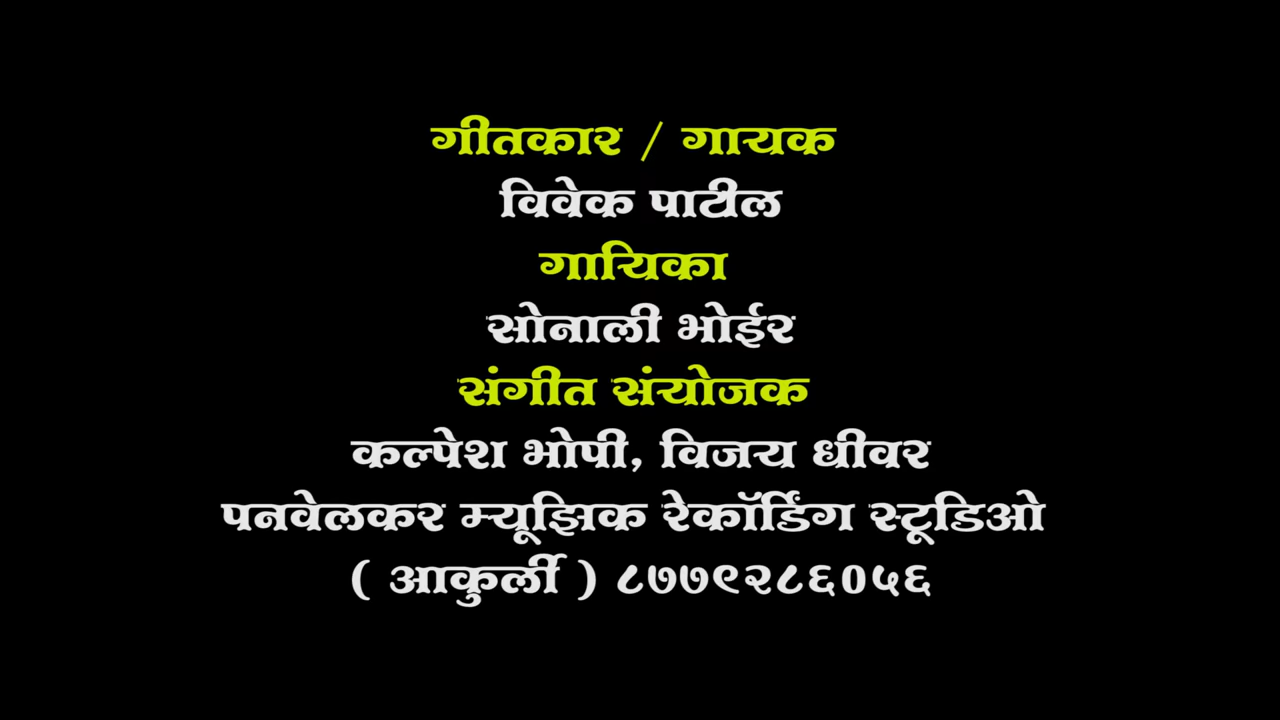 गीतकार / गायक
विवेक पाटील
गायिका
सोनाली भोईर
संगीत संयोजक
कल्पेश भोपी, विजय धीवर
पनवेलकर म्यूझिक रेकॉर्डिंग स्टूडिओ
( आकुर्ली ) ८७७९२८६०५६